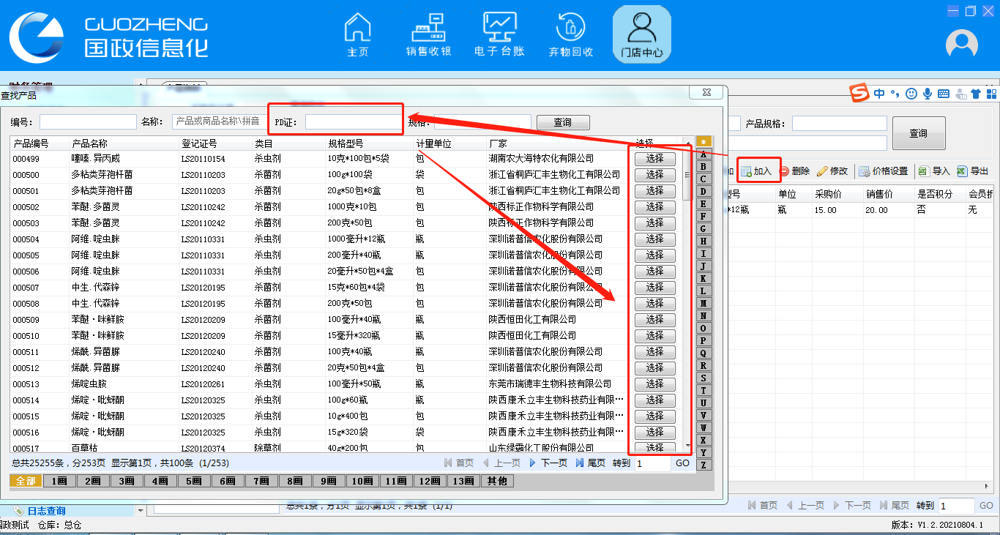 GUOZHENG
国政信息化
主页 销售收银 电子台账 弃物回收 门店中心
查找产品
编号: 名称: 产品或商品名称\拼音 PD证: 规格: 查询
产品规格: 查询
加入 删除 修改 价格设置 导入 导出
型号 单位 采购价 销售价 是否积分 会员折
*12瓶 瓶 15.00 20.00 否 无
产品编号 产品名称 登记证号 类目 规格型号 计量单位 厂家 选择
000499 噻嗪.异丙威 LS20110154 杀虫剂 10克*100包*5袋 包 湖南农大海特农化有限公司 选择
000500 多粘类芽孢杆菌 LS20110203 杀菌剂 100g*100袋 袋 浙江省桐庐汇丰生物化工有限公司 选择
000501 多粘类芽孢杆菌 LS20110203 杀菌剂 20g*50包*8盒 包 浙江省桐庐汇丰生物化工有限公司 选择
000502 苯醚.多菌灵 LS20110242 杀菌剂 1000克*10包 包 陕西标正作物科学有限公司 选择
000503 苯醚.多菌灵 LS20110242 杀菌剂 200克*50包 包 陕西标正作物科学有限公司 选择
000504 阿维.啶虫脒 LS20110331 杀虫剂 1000毫升*12瓶 瓶 深圳诺普信农化股份有限公司 选择
000505 阿维.啶虫脒 LS20110331 杀虫剂 200毫升*40瓶 瓶 深圳诺普信农化股份有限公司 选择
000506 阿维.啶虫脒 LS20110331 杀虫剂 20毫升*50包*4盒 包 深圳诺普信农化股份有限公司 选择
000507 中生.代森锌 LS20120195 杀菌剂 15克*60包*4袋 包 深圳诺普信农化股份有限公司 选择
000508 中生.代森锌 LS20120195 杀菌剂 200克*50包 包 深圳诺普信农化股份有限公司 选择
000509 苯醚·咪鲜胺 LS20120209 杀菌剂 100毫升*40瓶 瓶 陕西恒田化工有限公司 选择
000510 苯醚·咪鲜胺 LS20120209 杀菌剂 15毫升*320瓶 瓶 陕西恒田化工有限公司 选择
000511 烯酰.异菌脲 LS20120240 杀菌剂 100克*40瓶 包 深圳诺普信农化股份有限公司 选择
000512 烯酰.异菌脲 LS20120240 杀菌剂 20克*50包*4盒 包 深圳诺普信农化股份有限公司 选择
000513 烯啶虫胺 LS20120261 杀虫剂 100毫升*50瓶 瓶 东莞市瑞德丰生物科技有限公司 选择
000514 烯啶·吡蚜酮 LS20120325 杀虫剂 100g*60瓶 瓶 陕西康禾立丰生物科技药业有限… 选择
000515 烯啶·吡蚜酮 LS20120325 杀虫剂 10g*400包 包 陕西康禾立丰生物科技药业有限… 选择
000516 烯啶·吡蚜酮 LS20120325 杀虫剂 15g*320袋 袋 陕西康禾立丰生物科技药业有限… 选择
000517 百草枯 LS20120374 除草剂 40g*200包 包 山东绿霸化工股份有限公司 选择
*
A
B
C
D
E
F
G
H
I
J
K
L
M
N
O
P
Q
R
S
T
U
V
W
X
Y
Z
总共25255条，分253页 显示第1页，共100条 (1/253) 首页 上一页 下一页 尾页 转到 1 GO
全部 1画 2画 3画 4画 5画 6画 7画 8画 9画 10画 11画 12画 13画 其他
日志查询 总共1条，分1页 显示第1页，共1条 (1/1) 首页 上一页 下一页 尾页 转到 1 GO
国政测试 仓库: 总仓 版本: V1.2.20210804.1